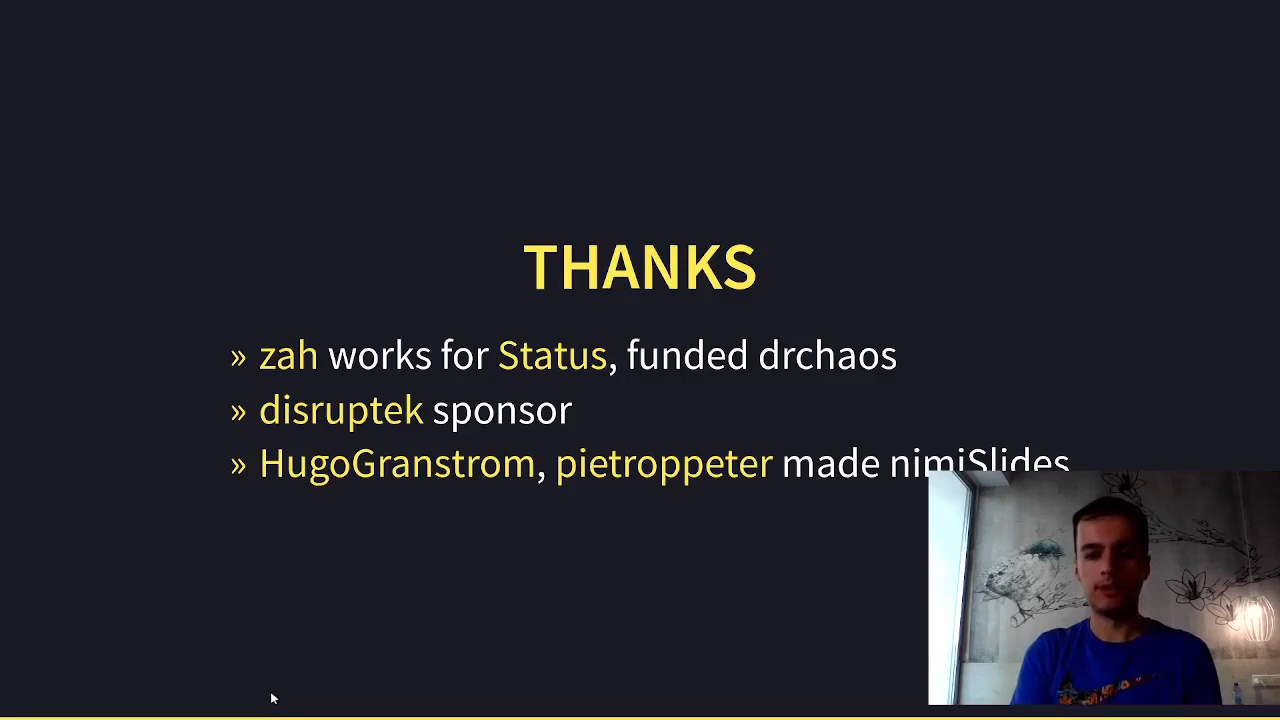 THANKS
» zah works for Status, funded drchaos
» disruptek sponsor
» HugoGranstrom, pietroppeter made nimiSlides